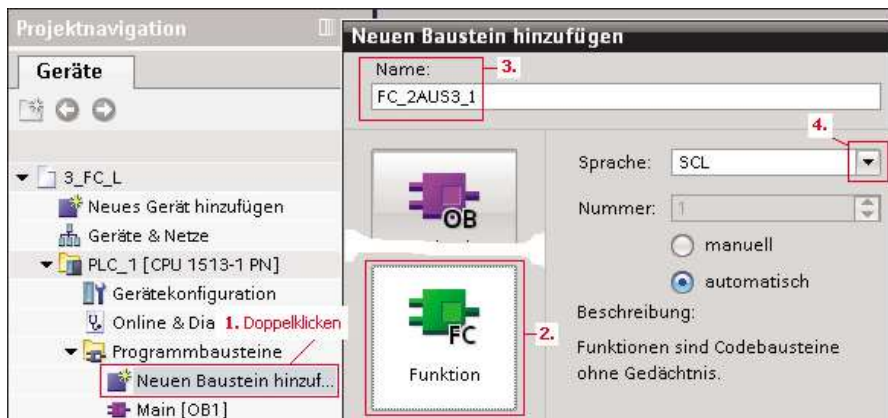 Projektnavigation
Geräte
3_FC_L
Neues Gerät hinzufügen
Geräte & Netze
PLC_1 [CPU 1513-1 PN]
Gerätekonfiguration
Online & Dia
1. Doppelklicken
Programmbausteine
Neuen Baustein hinzuf...
Main [OB1]
Neuen Baustein hinzufügen
Name:
3.
FC_2AUS3_1
4.
OB
FC
Funktion
2.
Sprache: SCL
Nummer: 1
manuell
automatisch
Beschreibung:
Funktionen sind Codebausteine
ohne Gedächtnis.